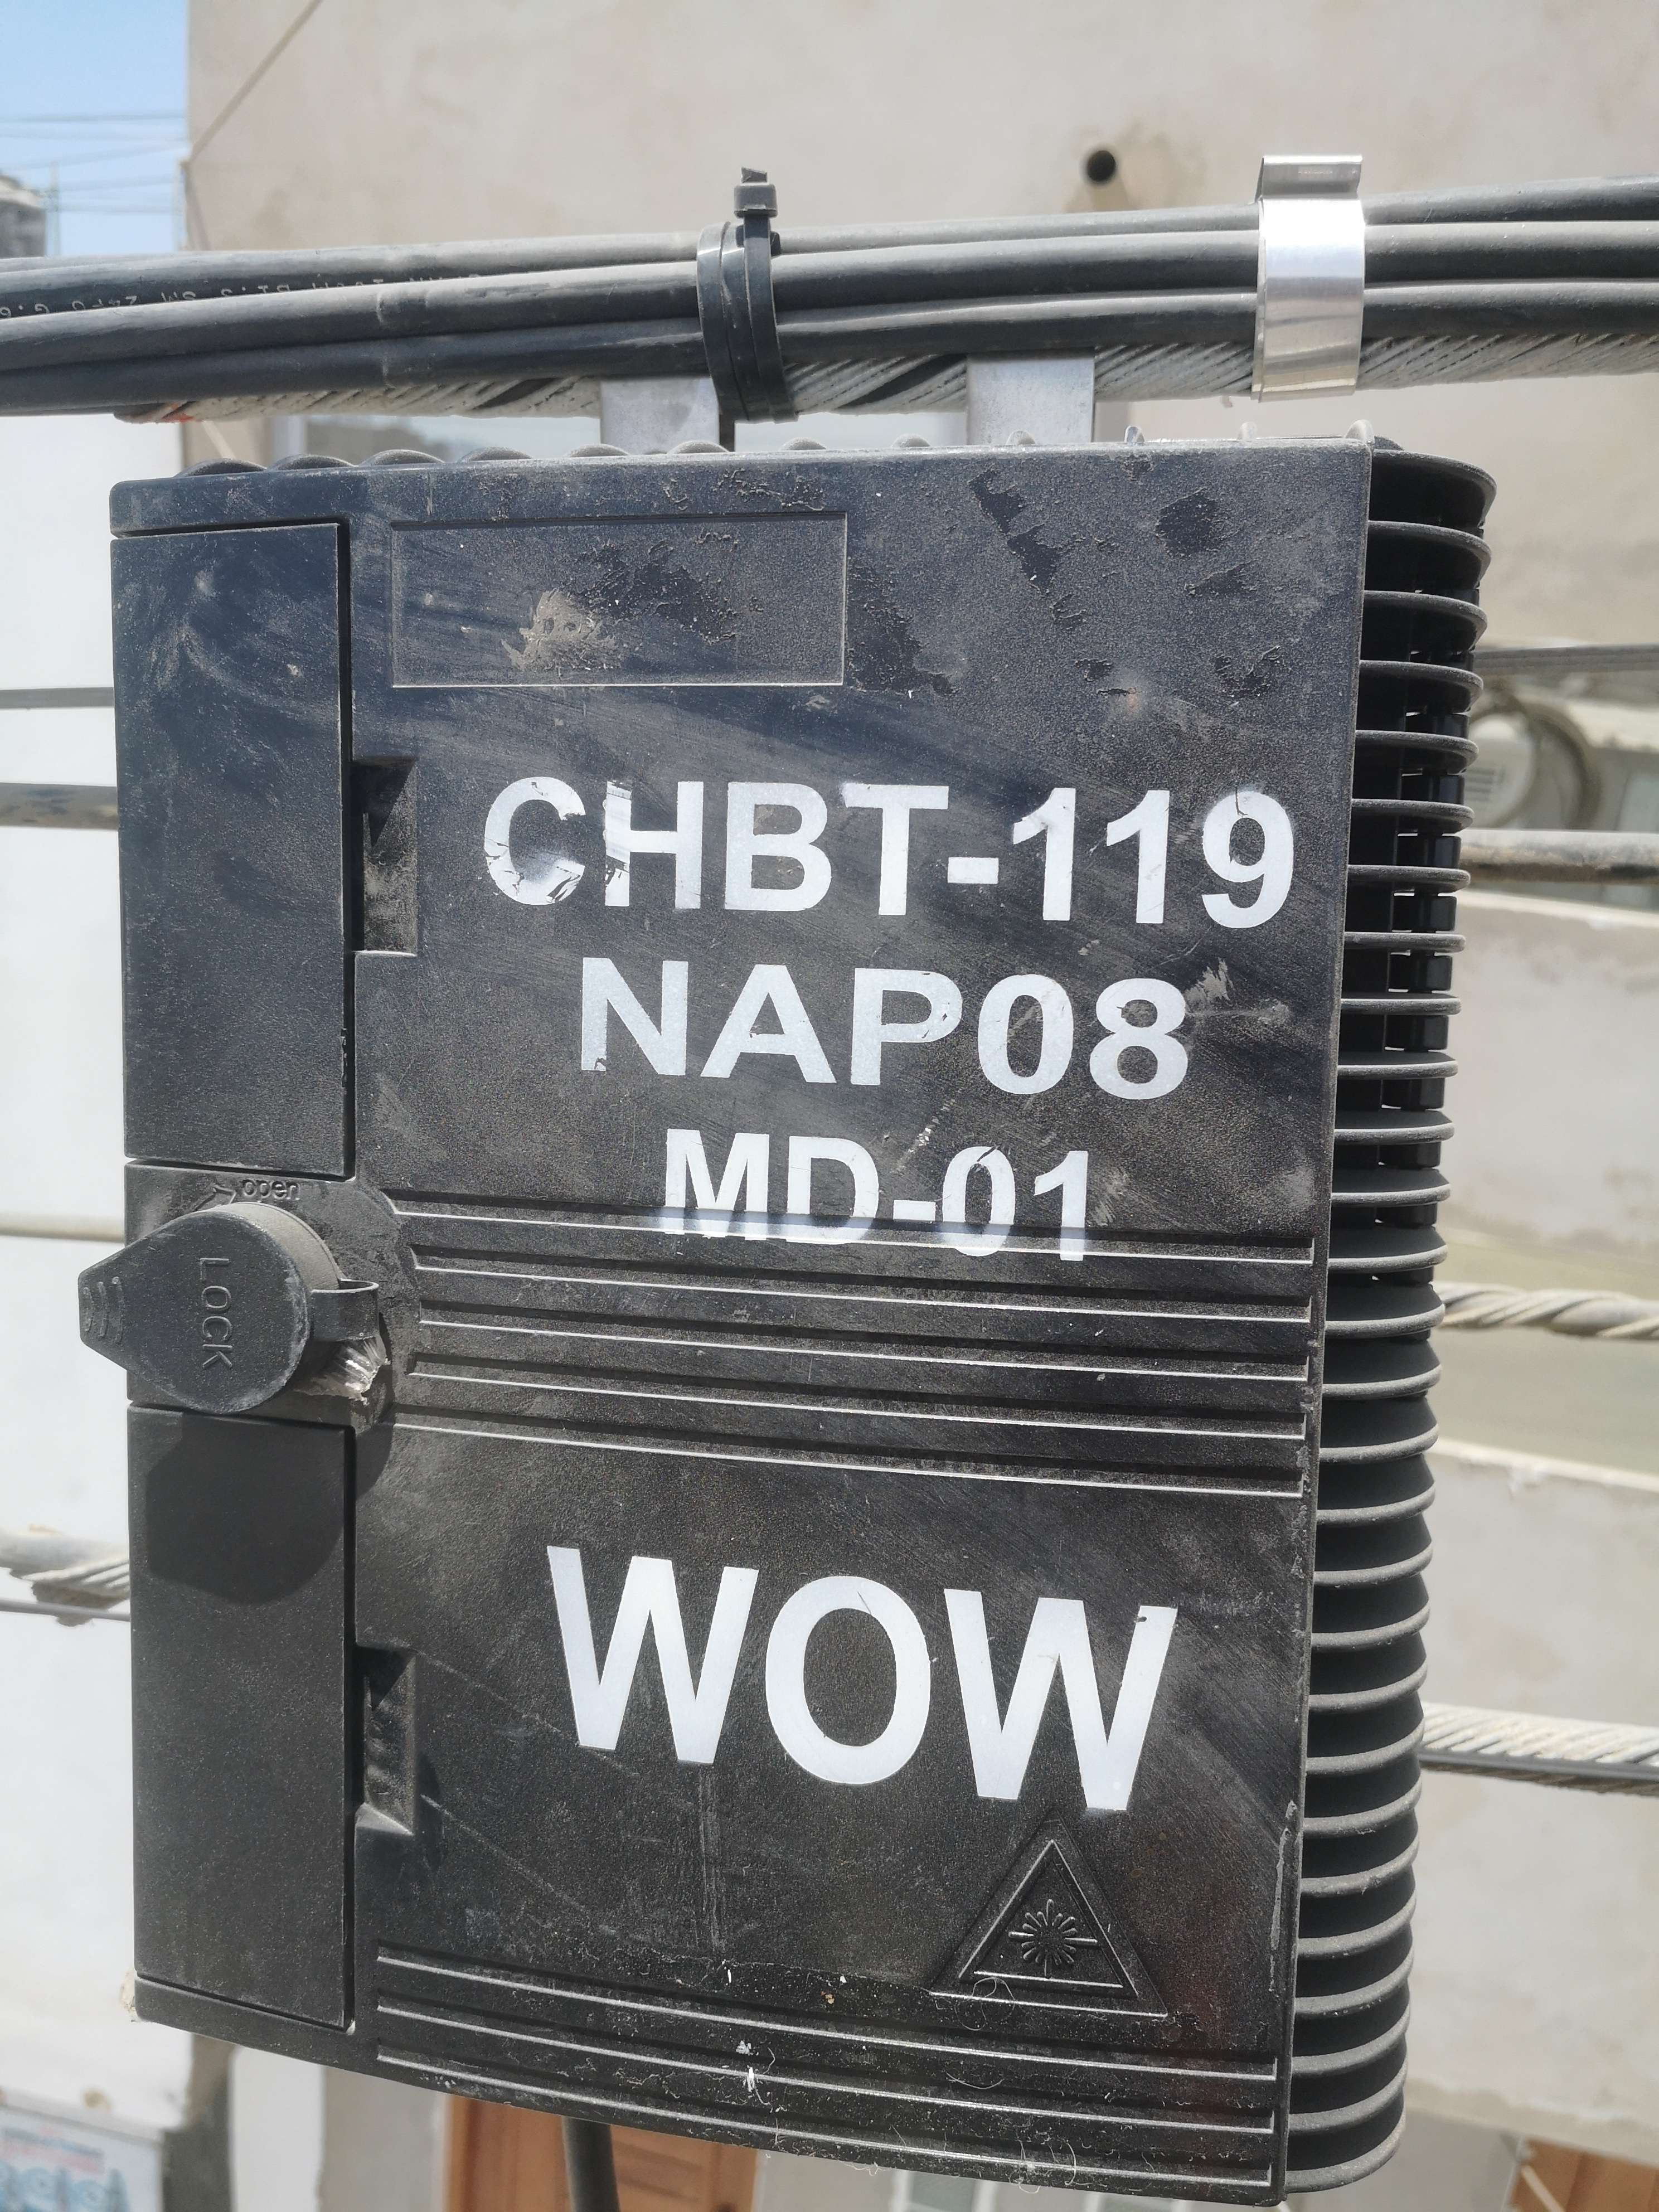 CHBT-119
NAP08
MD-01
open
LOCK
WOW